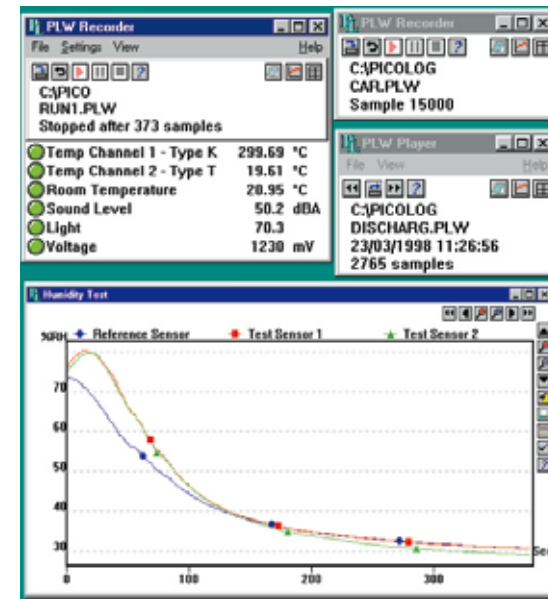 PLW Recorder
File Settings View Help
C:\PICO
RUN1.PLW
Stopped after 373 samples
Temp Channel 1 - Type K 299.69 °C
Temp Channel 2 - Type T 19.61 °C
Room Temperature 20.95 °C
Sound Level 50.2 dBA
Light 70.3
Voltage 1230 mV
PLW Recorder
C:\PICOLOG
CAR.PLW
Sample 15000
PLW Player
File View Help
C:\PICOLOG
DISCHARG.PLW
23/03/1998 11:26:56
2765 samples
Humidity Test
%RH Reference Sensor Test Sensor 1 Test Sensor 2
70
60
50
40
30
Sec
0 100 200 300